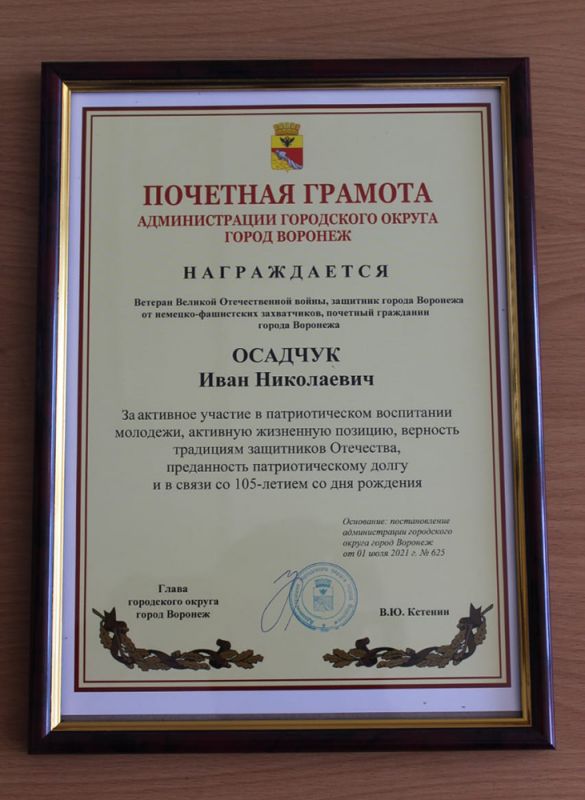 ПОЧЕТНАЯ ГРАМОТА
АДМИНИСТРАЦИИ ГОРОДСКОГО ОКРУГА
ГОРОД ВОРОНЕЖ
НАГРАЖДАЕТСЯ
Ветеран Великой Отечественной войны, защитник города Воронежа
от немецко-фашистских захватчиков, почетный гражданин
города Воронежа
ОСАДЧУК
Иван Николаевич
За активное участие в патриотическом воспитании
молодежи, активную жизненную позицию, верность
традициям защитников Отечества,
преданность патриотическому долгу
и в связи со 105-летием со дня рождения
Основание: постановление
администрации городского
округа город Воронеж
от 01 июля 2021 г. № 625
Глава
городского округа
город Воронеж
В.Ю. Кстенин